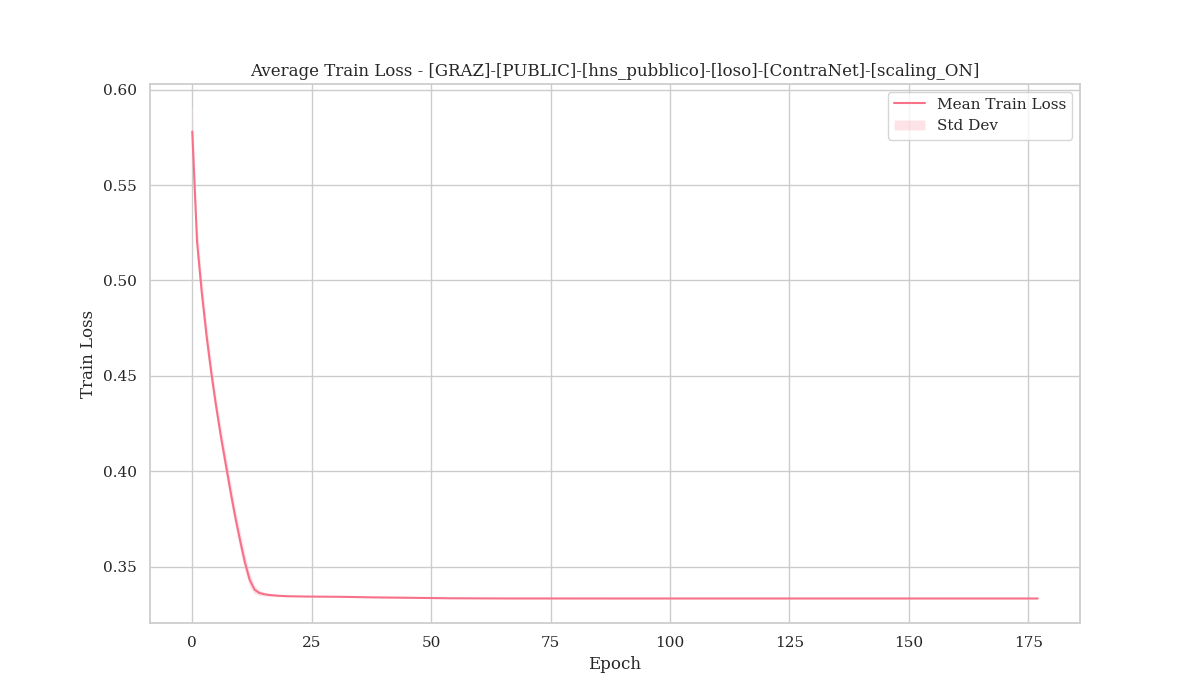 Average Train Loss - [GRAZ]-[PUBLIC]-[hns_pubblico]-[loso]-[ContraNet]-[scaling_ON]
Mean Train Loss
Std Dev
0.60
0.55
0.50
0.45
0.40
0.35
Train Loss
0 25 50 75 100 125 150 175
Epoch